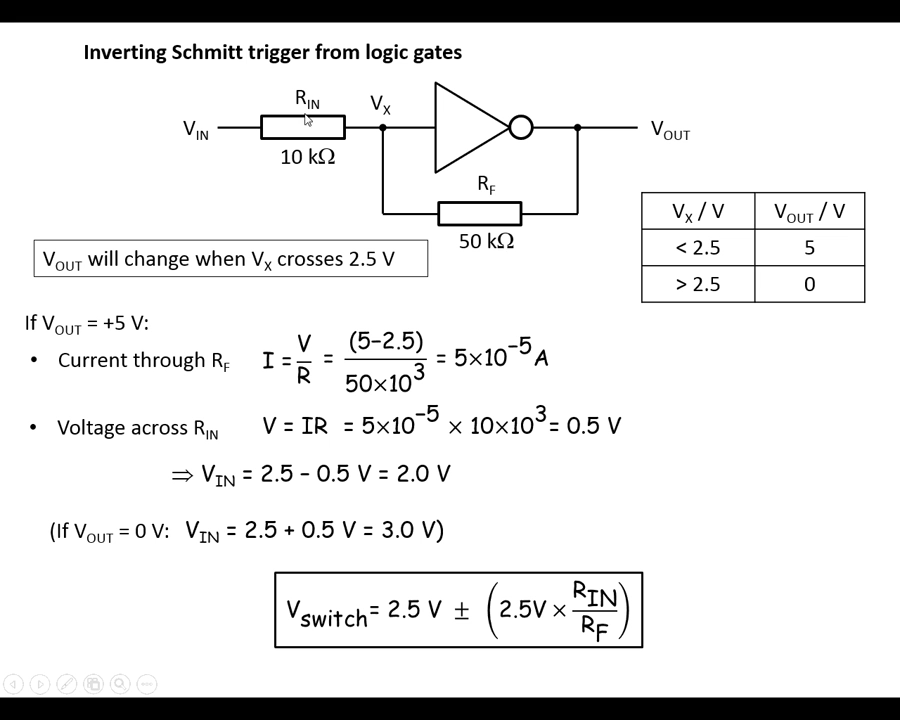 Inverting Schmitt trigger from logic gates
R_IN
V_X
V_IN
V_OUT
10 kΩ
R_F
50 kΩ
V_X / V V_OUT / V
< 2.5 5
> 2.5 0
V_OUT will change when V_X crosses 2.5 V
If V_OUT = +5 V:
• Current through R_F I = V/R = (5–2.5)/(50×10^3) = 5×10^–5 A
• Voltage across R_IN V = IR = 5×10^–5 × 10×10^3 = 0.5 V
⇒ V_IN = 2.5 – 0.5 V = 2.0 V
(If V_OUT = 0 V: V_IN = 2.5 + 0.5 V = 3.0 V)
V_switch = 2.5 V ± (2.5V × R_IN/R_F)